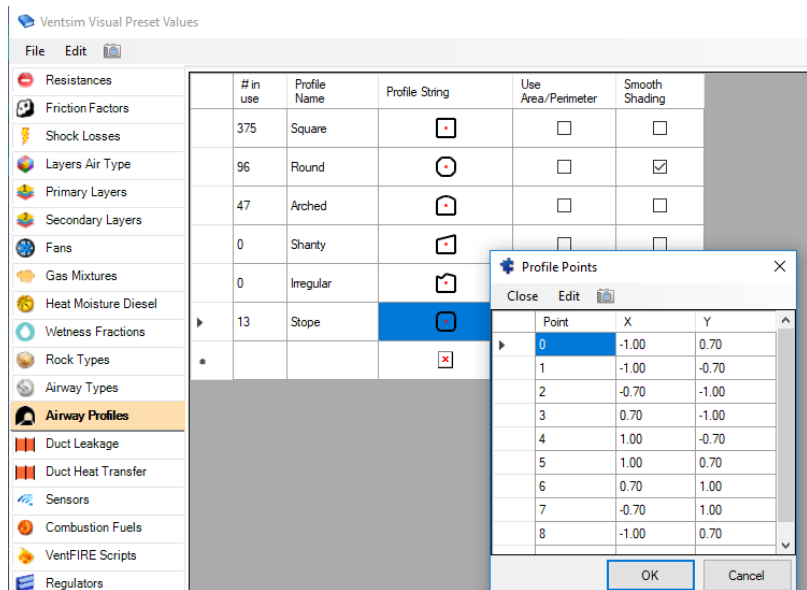 Ventsim Visual Preset Values
File Edit
Resistances
Friction Factors
Shock Losses
Layers Air Type
Primary Layers
Secondary Layers
Fans
Gas Mixtures
Heat Moisture Diesel
Wetness Fractions
Rock Types
Airway Types
Airway Profiles
Duct Leakage
Duct Heat Transfer
Sensors
Combustion Fuels
VentFIRE Scripts
Regulators
# in use Profile Name Profile String Use Area/Perimeter Smooth Shading
375 Square
96 Round
47 Arched
0 Shanty
0 Irregular
13 Stope
Profile Points
Close Edit
Point X Y
0 -1.00 0.70
1 -1.00 -0.70
2 -0.70 -1.00
3 0.70 -1.00
4 1.00 -0.70
5 1.00 0.70
6 0.70 1.00
7 -0.70 1.00
8 -1.00 0.70
OK Cancel